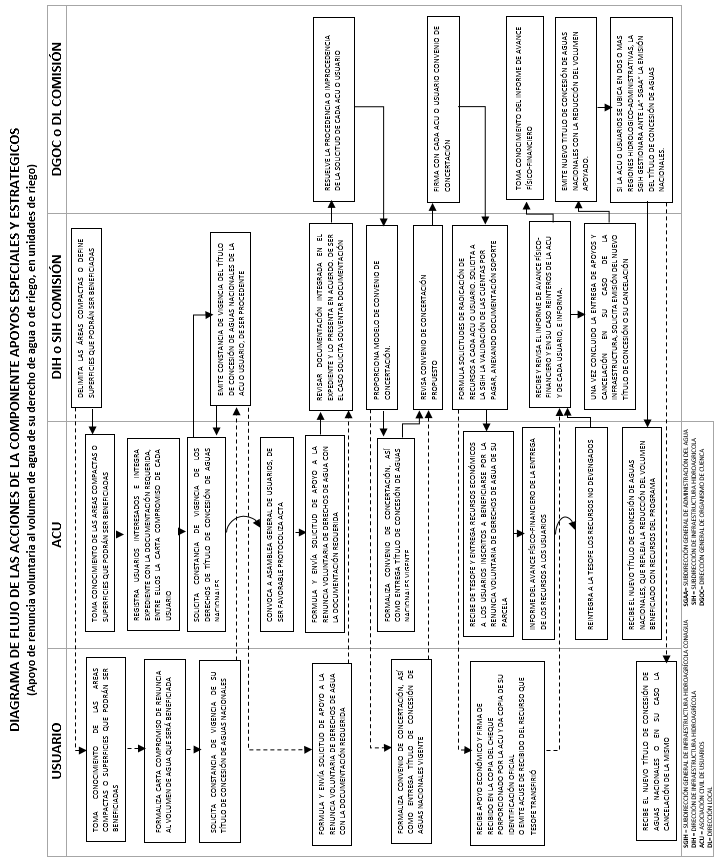 DIAGRAMA DE FLUJO DE LAS ACCIONES DE LA COMPONENTE APOYOS ESPECIALES Y ESTRATEGICOS
(Apoyo de renuncia voluntaria al volumen de agua de su derecho de agua o de riego, en unidades de riego)
USUARIO
ACU
DIH o SIH COMISIÓN
DGOC o DL COMISIÓN
TOMA CONOCIMIENTO DE LAS AREAS
COMPACTAS O SUPERFICIES QUE PODRÁN SER
BENEFICIADAS
FORMALIZA CARTA COMPROMISO DE RENUNCIA
AL VOLUMEN DE AGUA QUE SERÁ BENEFICIADA
SOLICITA CONSTANCIA DE VIGENCIA DE SU
TÍTULO DE CONCESIÓN DE AGUAS NACIONALES
FORMULA Y ENVÍA SOLICITUD DE APOYO A LA
RENUNCIA VOLUNTARIA DE DERECHOS DE AGUA
CON LA DOCUMENTACIÓN REQUERIDA
FORMALIZA CONVENIO DE CONCERTACIÓN, ASÍ
COMO ENTREGA TÍTULO DE CONCESIÓN DE
AGUAS NACIONALES VIGENTE
RECIBE APOYO ECONÓMICO Y FIRMA DE
RECIBIDO EN LA COPIA DEL CHEQUE
PORPOCIONADO POR LA ACU Y DA COPIA DE SU
IDENTIFICACIÓN OFICIAL
O EMITE ACUSE DE RECIBIDO DEL RECURSO QUE
TESOFE TRANSFIRIÓ
RECIBE EL NUEVO TÍTULO DE CONCESIÓN DE
AGUAS NACIONALES O EN SU CASO LA
CANCELACIÓN DE LA MISMO
TOMA CONOCIMIENTO DE LAS AREAS COMPACTAS O
SUPERFICIES QUE PODRÁN SER BENEFICIADAS
REGISTRA USUARIOS INTERESADOS E INTEGRA
EXPEDIENTE CON LA DOCUMENTACIÓN REQUERIDA,
ENTRE ELLOS LA CARTA COMPROMISO DE CADA
USUARIO
SOLICITA CONSTANCIA DE VIGENCIA DE LOS
DERECHOS DE TÍTULO DE CONCESIÓN DE AGUAS
NACIONALES
CONVOCA A ASAMBLEA GENERAL DE USUARIOS, DE
SER FAVORABLE PROTOCOLIZA ACTA
FORMULA Y ENVÍA SOLICITUD DE APOYO A LA
RENUNCIA VOLUNTARIA DE DERECHOS DE AGUA CON
LA DOCUMENTACIÓN REQUERIDA
FORMALIZA CONVENIO DE CONCERTACIÓN, ASÍ
COMO ENTREGA TÍTULO DE CONCESIÓN DE AGUAS
NACIONALES VIGENTE
RECIBE DE TESOFE Y ENTREGA RECURSOS ECONÓMICOS
A LOS USUARIOS INSCRITOS A BENEFICIARSE POR LA
RENUNCIA VOLUNTARIA DE DERECHOS DE AGUA DE SU
PARCELA
INFORME DEL AVANCE FÍSICO-FINANCIERO DE LA ENTREGA
DE LOS RECURSOS A LOS USUARIOS
REINTEGRA A LA TESOFE LOS RECURSOS NO DEVENGADOS
RECIBE EL NUEVO TÍTULO DE CONCESIÓN DE AGUAS
NACIONALES, QUE REFLEJA LA REDUCCIÓN DEL VOLUMEN
BENEFICIADO CON RECURSOS DEL PROGRAMA
DELIMITA LAS ÁREAS COMPACTAS O DEFINE
SUPERFICIES QUE PODRÁN SER BENEFICIADAS
EMITE CONSTANCIA DE VIGENCIA DEL TÍTULO
DE CONCESIÓN DE AGUAS NACIONALES DE LA
ACU O USUARIO, DE SER PROCEDENTE
REVISAR DOCUMENTACIÓN INTEGRADA EN EL
EXPEDIENTE Y LO PRESENTA EN ACUERDO. DE SER
EL CASO SOLICITA SOLVENTAR DOCUMENTACIÓN
PROPORCIONA MODELO DE CONVENIO DE
CONCERTACIÓN.
REVISA CONVENIO DE CONCERTACIÓN
PROPUESTO
FORMULA SOLICITUDES DE RADICACIÓN DE
RECURSOS A CADA ACU O USUARIO. SOLICITA A
LA SGIH LA VALIDACIÓN DE LAS CUENTAS POR
PAGAR, ANEXANDO DOCUMENTACIÓN SOPORTE
RECIBE Y REVISA EL INFORME DE AVANCE FÍSICO-
FINANCIERO Y EN SU CASO REINTEROS DE LA ACU
Y DE CADA USUARIO, E INFORMA.
UNA VEZ CONCLUIDO LA ENTREGA DE APOYOS Y
CANCELACIÓN EN SU CASO DE LA
INFRAESTRUCTURA, SOLICITA EMISIÓN DEL NUEVO
TÍTULO DE CONCESIÓN O SU CANCELACIÓN
RESUELVE LA PROCEDENCIA O IMPROCEDENCIA
DE LA SOLICITUD DE CADA ACU O USUARIO
FIRMA CON CADA ACU O USUARIO CONVENIO DE
CONCERTACIÓN
TOMA CONOCIMIENTO DEL INFORME DE AVANCE
FÍSICO-FINANCIERO
EMITE NUEVO TITULO DE CONCESIÓN DE AGUAS
NACIONALES CON LA REDUCCIÓN DEL VOLUMEN
APOYADO.
SI LA ACU O USUARIOS SE UBICA EN DOS O MAS
REGIONES HIDROLOGICO-ADMINISTRATIVAS, LA
SGIH GESTIONARA ANTE LA" SGAA" LA EMISIÓN
DEL TÍTULO DE CONCESIÓN DE AGUAS
NACIONALES.
SGIH = SUBDIRECCIÓN GENERAL DE INFRAESTRUCTURA HIDROAGRÍCOLA CONAGUA
DIH = DIRECCIÓN DE INFRAESTRUCTURA HIDROAGRÍCOLA
ACU = ASOCIACIÓN CIVIL DE USUARIOS
DL= DIRECCIÓN LOCAL
SGAA= SUBDIRECCIÓN GENERAL DE ADMINISTRACIÓN DEL AGUA
SIH = SUBDIRECCIÓN DE INFRAESTRUCTURA HIDROAGRICOLA
DGOC= DIRECCIÓN GENERAL DE ORGANISMO DE CUENCA